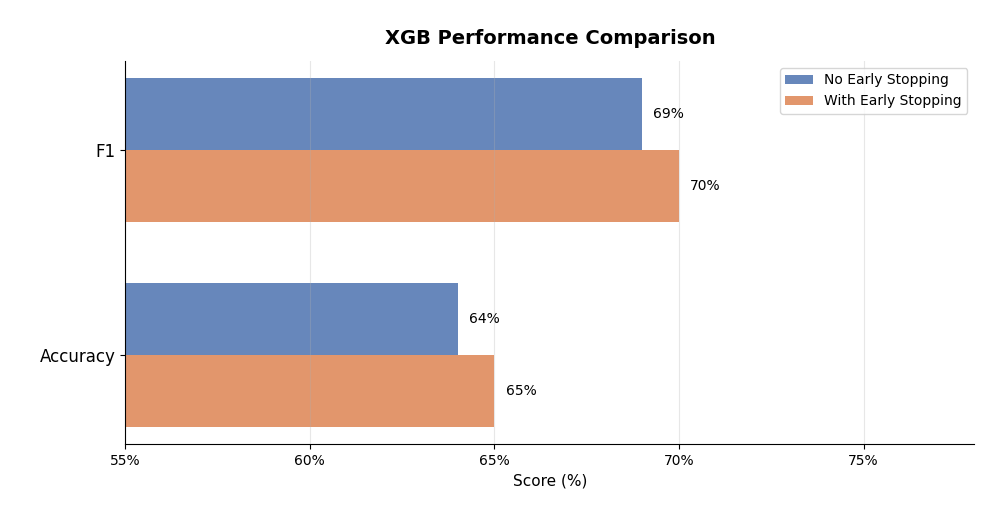 XGB Performance Comparison
No Early Stopping
With Early Stopping
F1
69%
70%
Accuracy
64%
65%
55%
60%
65%
70%
75%
Score (%)